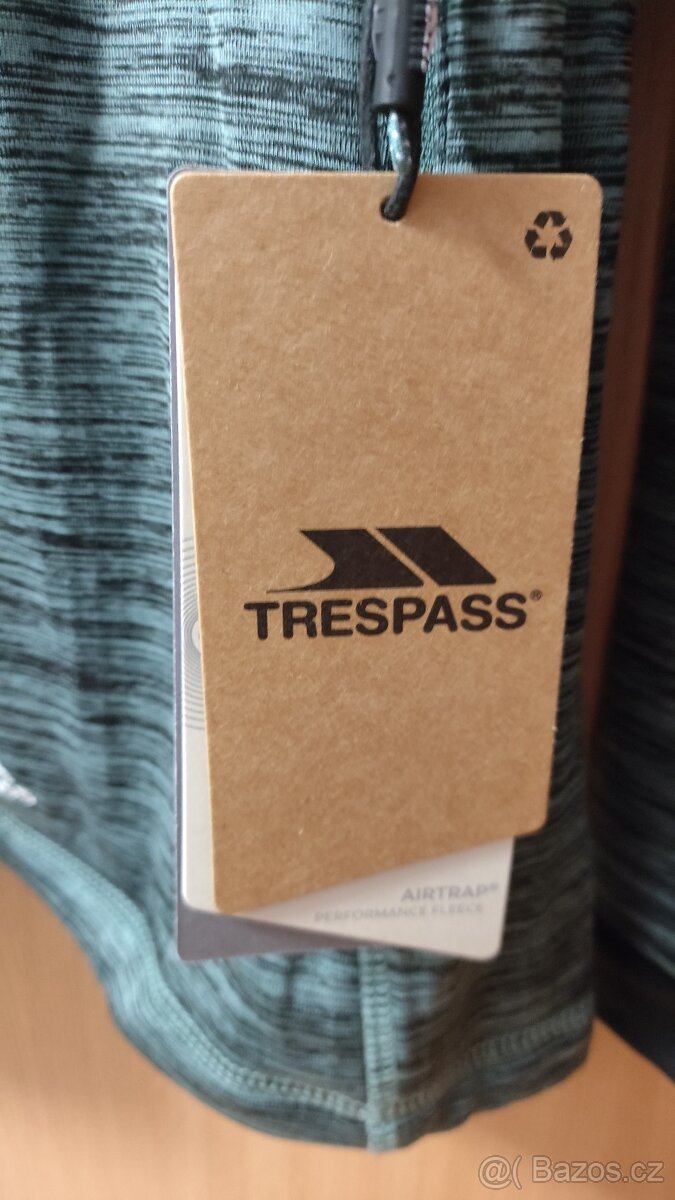 TRESPASS®
AIRTRAP®
PERFORMANCE FLEECE
@( Bazos.cz